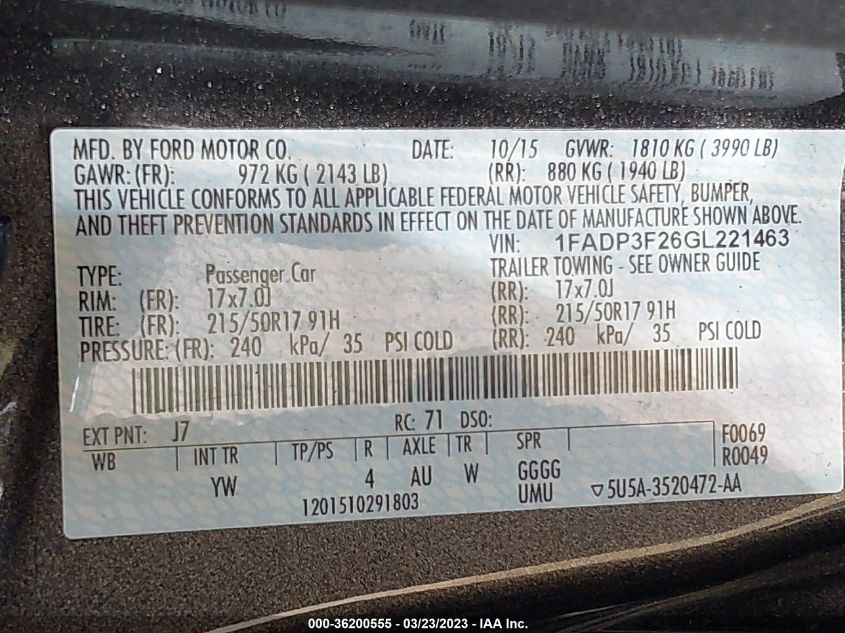 MFD. BY FORD MOTOR CO. DATE: 10/15 GVWR: 1810 KG ( 3990 LB)
GAWR: (FR): 972 KG ( 2143 LB) (RR): 880 KG ( 1940 LB)
THIS VEHICLE CONFORMS TO ALL APPLICABLE FEDERAL MOTOR VEHICLE SAFETY, BUMPER,
AND THEFT PREVENTION STANDARDS IN EFFECT ON THE DATE OF MANUFACTURE SHOWN ABOVE.
VIN: 1FADP3F26GL221463
TYPE: Passenger Car TRAILER TOWING - SEE OWNER GUIDE
RIM: (FR): 17x7.0J (RR): 17x7.0J
TIRE: (FR): 215/50R17 91H (RR): 215/50R17 91H
PRESSURE: (FR): 240 kPa/ 35 PSI COLD (RR): 240 kPa/ 35 PSI COLD
EXT PNT: J7 RC: 71 DSO: F0069
WB INT TR TP/PS R AXLE TR SPR R0049
YW 4 AU W GGGG
1201510291803 UMU ▽5U5A-3520472-AA
000-36200555 - 03/23/2023 - IAA Inc.